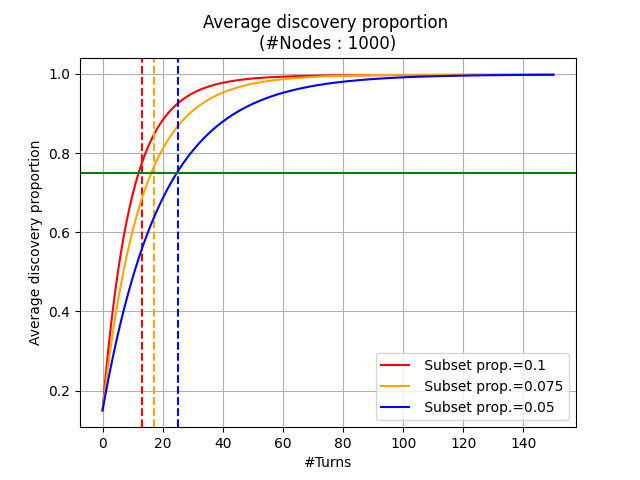 Average discovery proportion
(#Nodes : 1000)
Average discovery proportion
1.0
0.8
0.6
0.4
0.2
0 20 40 60 80 100 120 140
#Turns
Subset prop.=0.1
Subset prop.=0.075
Subset prop.=0.05